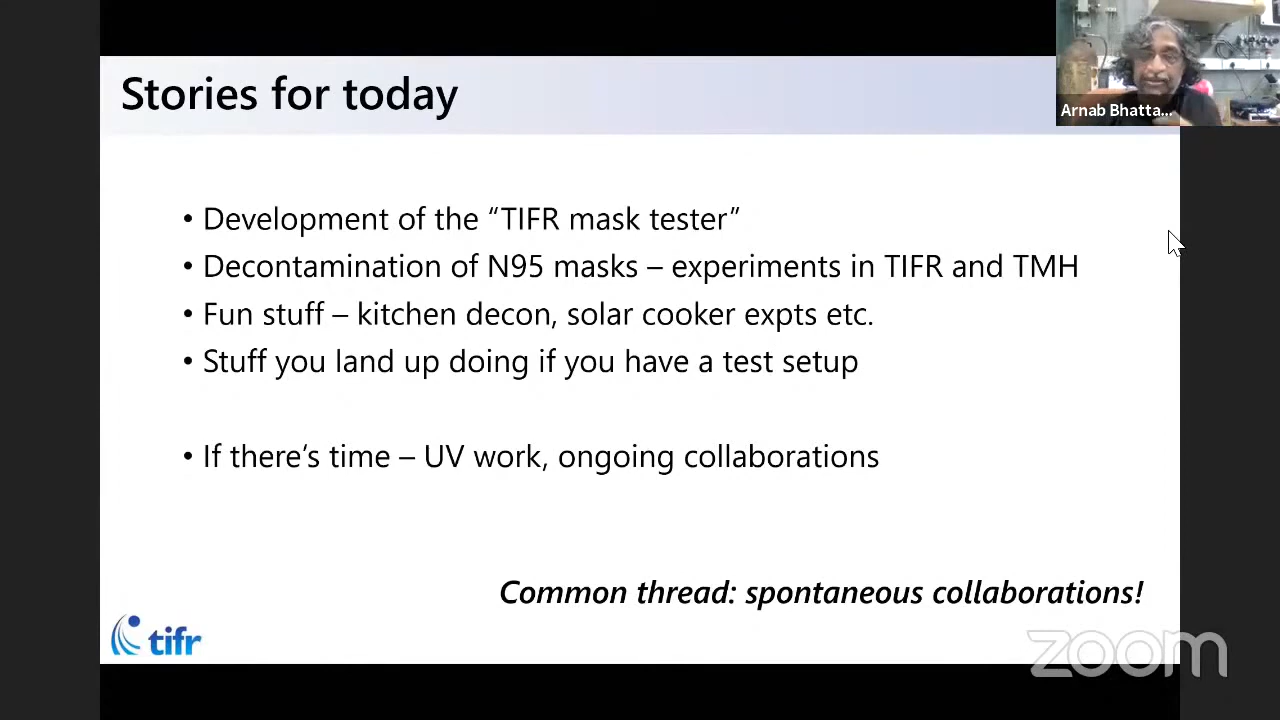 Stories for today
Arnab Bhatta...
• Development of the “TIFR mask tester”
• Decontamination of N95 masks – experiments in TIFR and TMH
• Fun stuff – kitchen decon, solar cooker expts etc.
• Stuff you land up doing if you have a test setup
• If there’s time – UV work, ongoing collaborations
Common thread: spontaneous collaborations!
tifr
zoom